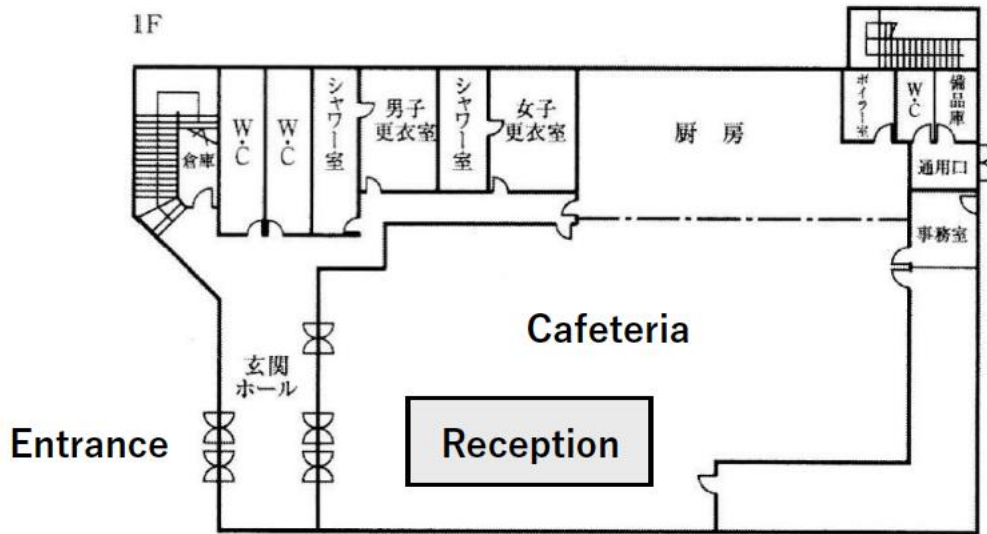 1F
倉庫
W・C
W・C
シャワー室
男子
更衣室
シャワー室
女子
更衣室
厨房
ボイラー室
W・C
備品庫
通用口
事務室
Cafeteria
玄関
ホール
Entrance
Reception